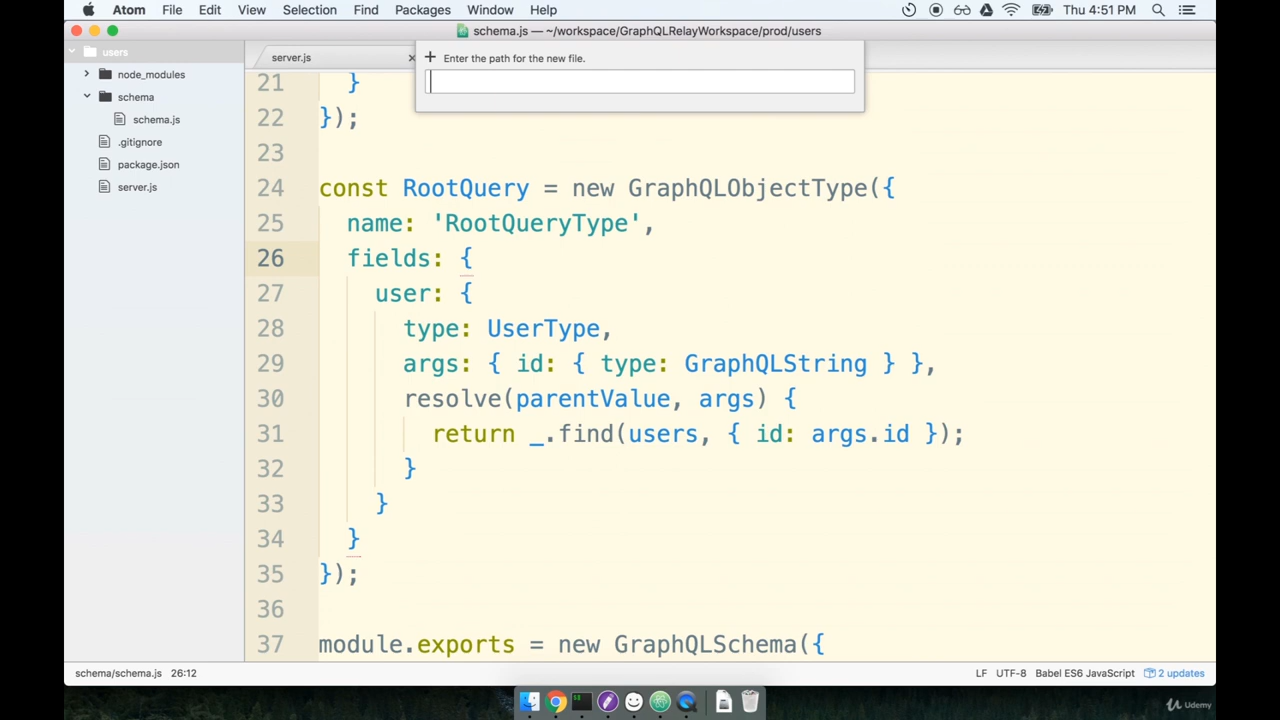 Atom File Edit View Selection Find Packages Window Help Thu 4:51 PM
schema.js — ~/workspace/GraphQLRelayWorkspace/prod/users
users
node_modules
schema
schema.js
.gitignore
package.json
server.js
server.js
Enter the path for the new file.
21 }
22 });
23
24 const RootQuery = new GraphQLObjectType({
25 name: 'RootQueryType',
26 fields: {
27 user: {
28 type: UserType,
29 args: { id: { type: GraphQLString } },
30 resolve(parentValue, args) {
31 return _.find(users, { id: args.id });
32 }
33 }
34 }
35 });
36
37 module.exports = new GraphQLSchema({
schema/schema.js 26:12 LF UTF-8 Babel ES6 JavaScript 2 updates
Udemy